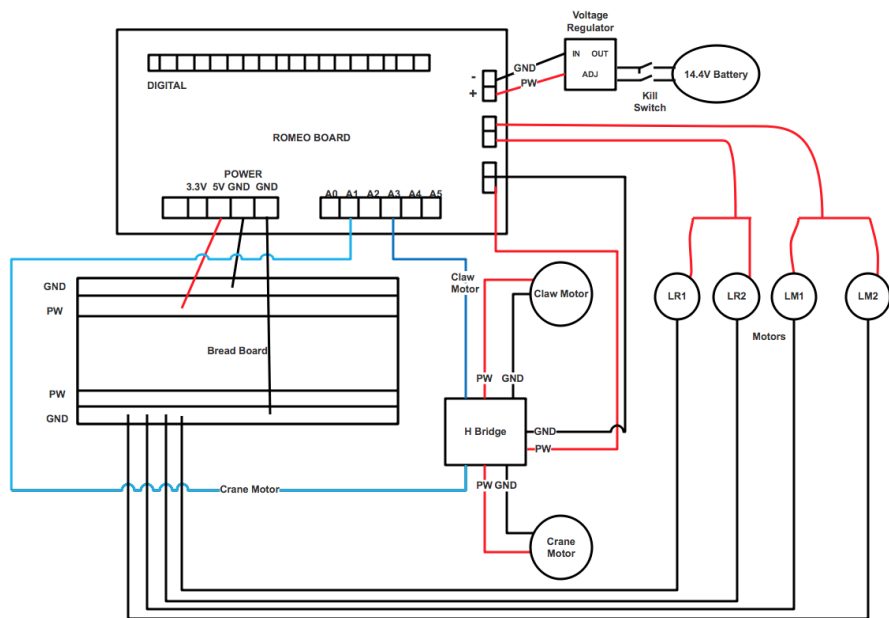 Voltage
Regulator
IN OUT
ADJ
GND
PW
14.4V Battery
Kill
Switch
DIGITAL
-
+
ROMEO BOARD
POWER
3.3V 5V GND GND
A0 A1 A2 A3 A4 A5
GND
PW
Bread Board
PW
GND
Claw
Motor
Claw Motor
LR1
LR2
LM1
LM2
Motors
PW
GND
H Bridge
GND
PW
PW GND
Crane Motor
Crane
Motor